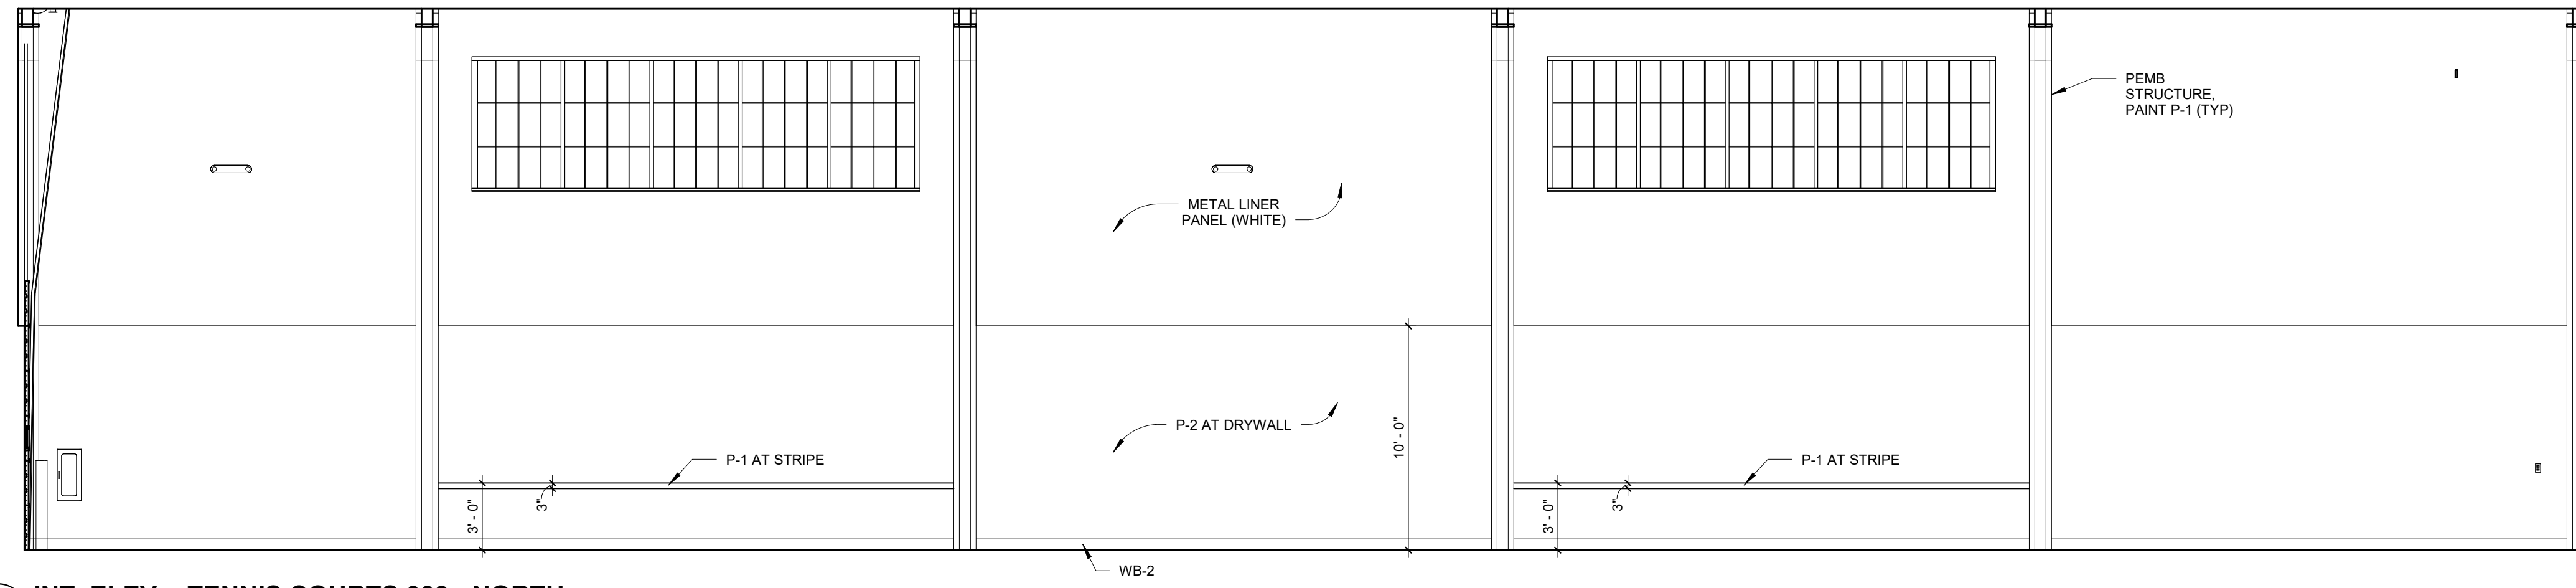 PEMB
STRUCTURE,
PAINT P-1 (TYP)
METAL LINER
PANEL (WHITE)
P-2 AT DRYWALL
10' - 0"
P-1 AT STRIPE
P-1 AT STRIPE
3' - 0"
3"
3' - 0"
3"
WB-2